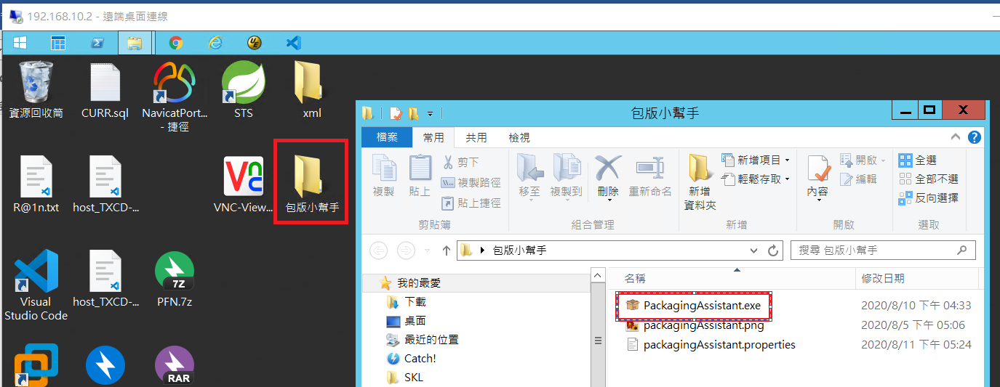 192.168.10.2 - 遠端桌面連線
資源回收筒
CURR.sql
NavicatPort...
- 捷徑
STS
xml
R@1n.txt
host_TXCD-...
VNC-View...
包版小幫手
Visual
Studio Code
host_TXCD-...
7Z
PFN.7z
RAR
包版小幫手
檔案
常用
共用
檢視
複製
貼上
剪下
複製路徑
貼上捷徑
剪貼簿
移至
複製到
刪除
重新命名
組合管理
新增
資料夾
新增項目
輕鬆存取
新增
內容
開啟
編輯
開啟
全選
全部不選
反向選擇
選取
包版小幫手
搜尋 包版小幫手
我的最愛
下載
桌面
最近的位置
Catch!
SKL
名稱
修改日期
PackagingAssistant.exe
2020/8/10 下午 04:33
packagingAssistant.png
2020/8/5 下午 05:06
packagingAssistant.properties
2020/8/11 下午 05:24